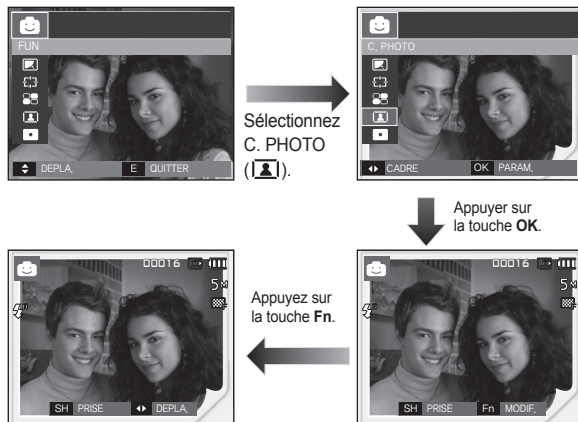 FUN
DEPLA.
E QUITTER
Sélectionnez
C. PHOTO
( ).
C. PHOTO
CADRE
OK PARAM.
Appuyer sur
la touche OK.
00016
5M
SH PRISE
Fn MODIF.
Appuyez sur
la touche Fn.
00016
5M
SH PRISE
DEPLA.